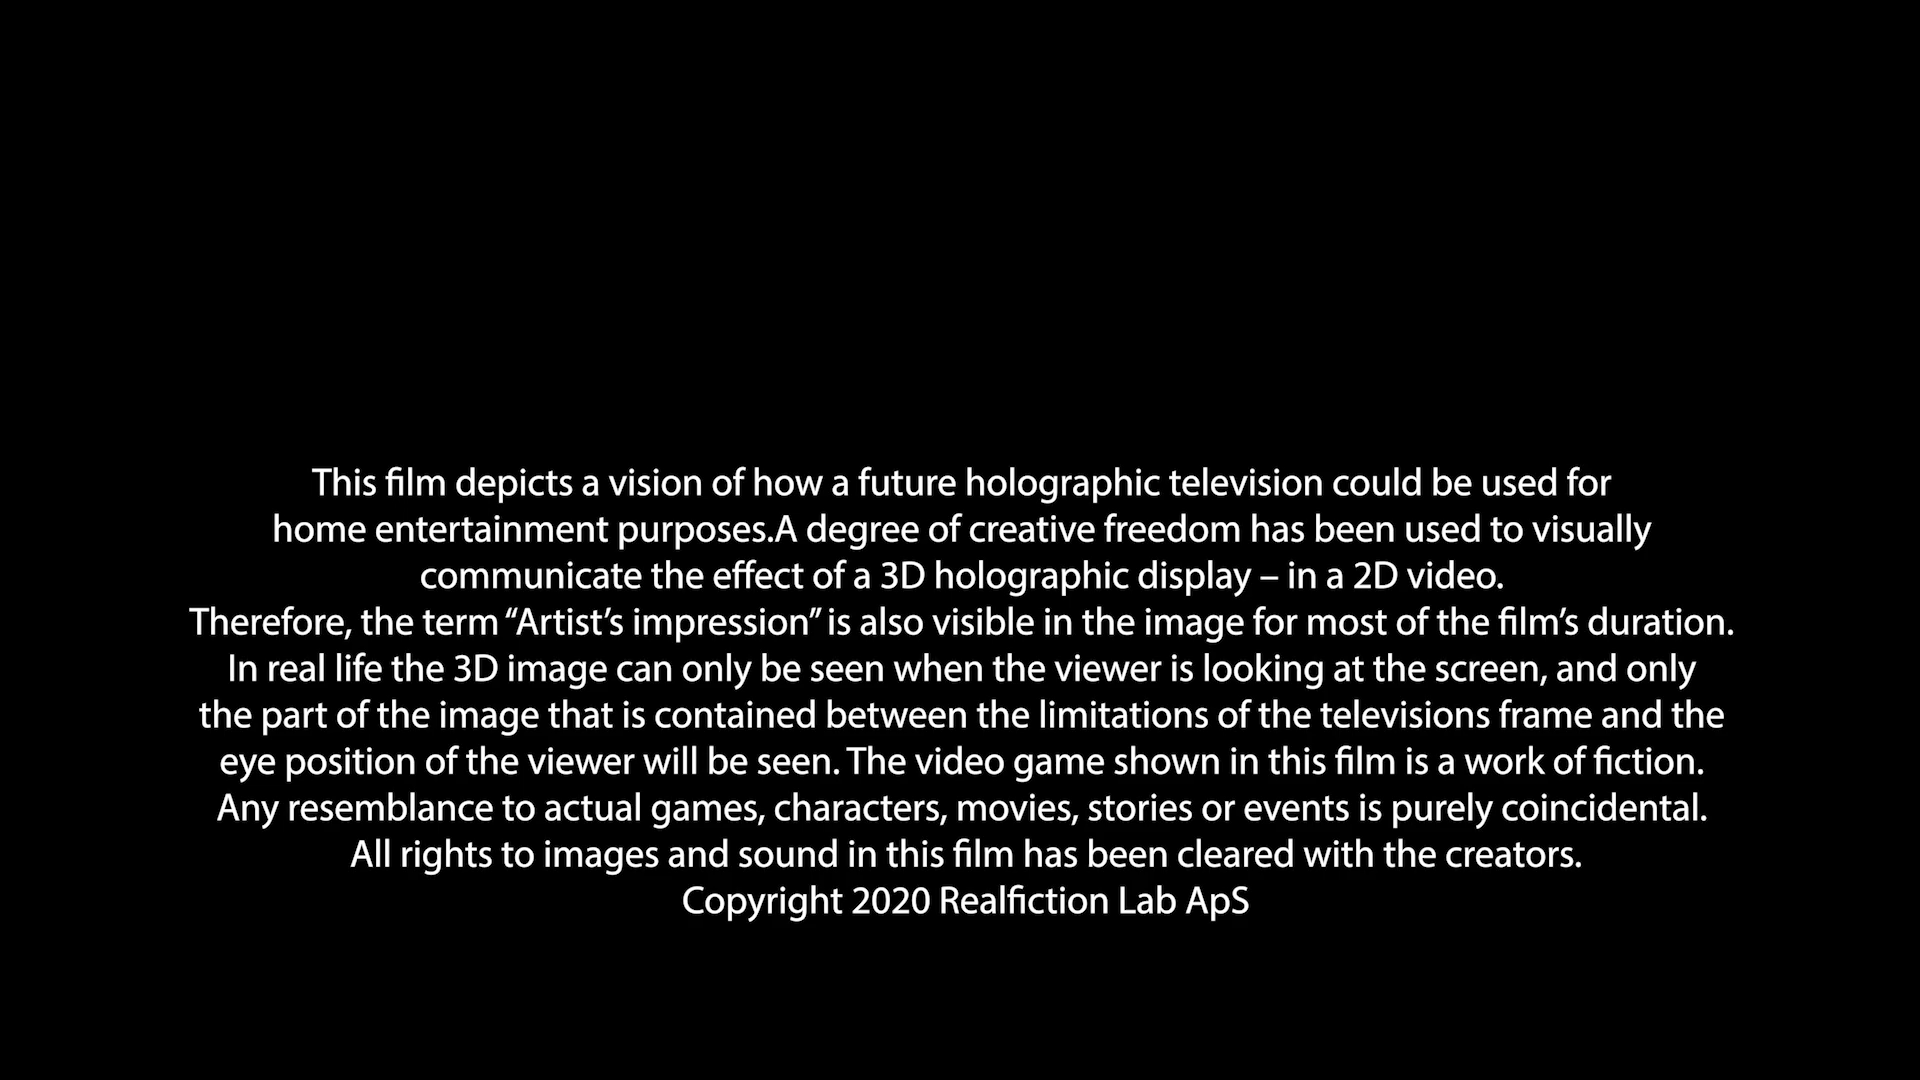 This film depicts a vision of how a future holographic television could be used for
home entertainment purposes.A degree of creative freedom has been used to visually
communicate the effect of a 3D holographic display – in a 2D video.
Therefore, the term “Artist’s impression” is also visible in the image for most of the film’s duration.
In real life the 3D image can only be seen when the viewer is looking at the screen, and only
the part of the image that is contained between the limitations of the televisions frame and the
eye position of the viewer will be seen. The video game shown in this film is a work of fiction.
Any resemblance to actual games, characters, movies, stories or events is purely coincidental.
All rights to images and sound in this film has been cleared with the creators.
Copyright 2020 Realfiction Lab ApS